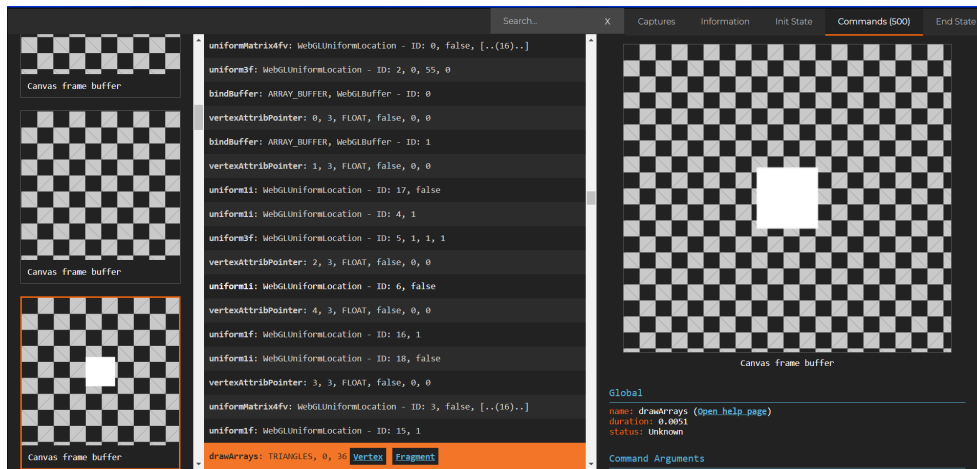 Search... X Captures Information Init State Commands (500) End State
Canvas frame buffer
Canvas frame buffer
Canvas frame buffer
uniformMatrix4fv: WebGLUniformLocation - ID: 0, false, [..(16)..]
uniform3f: WebGLUniformLocation - ID: 2, 0, 55, 0
bindBuffer: ARRAY_BUFFER, WebGLBuffer - ID: 0
vertexAttribPointer: 0, 3, FLOAT, false, 0, 0
bindBuffer: ARRAY_BUFFER, WebGLBuffer - ID: 1
vertexAttribPointer: 1, 3, FLOAT, false, 0, 0
uniform1i: WebGLUniformLocation - ID: 17, false
uniform1i: WebGLUniformLocation - ID: 4, 1
uniform3f: WebGLUniformLocation - ID: 5, 1, 1, 1
vertexAttribPointer: 2, 3, FLOAT, false, 0, 0
uniform1i: WebGLUniformLocation - ID: 6, false
vertexAttribPointer: 4, 3, FLOAT, false, 0, 0
uniform1f: WebGLUniformLocation - ID: 16, 1
uniform1i: WebGLUniformLocation - ID: 18, false
vertexAttribPointer: 3, 3, FLOAT, false, 0, 0
uniformMatrix4fv: WebGLUniformLocation - ID: 3, false, [..(16)..]
uniform1f: WebGLUniformLocation - ID: 15, 1
drawArrays: TRIANGLES, 0, 36 Vertex Fragment
Canvas frame buffer
Global
name: drawArrays (Open help page)
duration: 0.0051
status: Unknown
Command Arguments